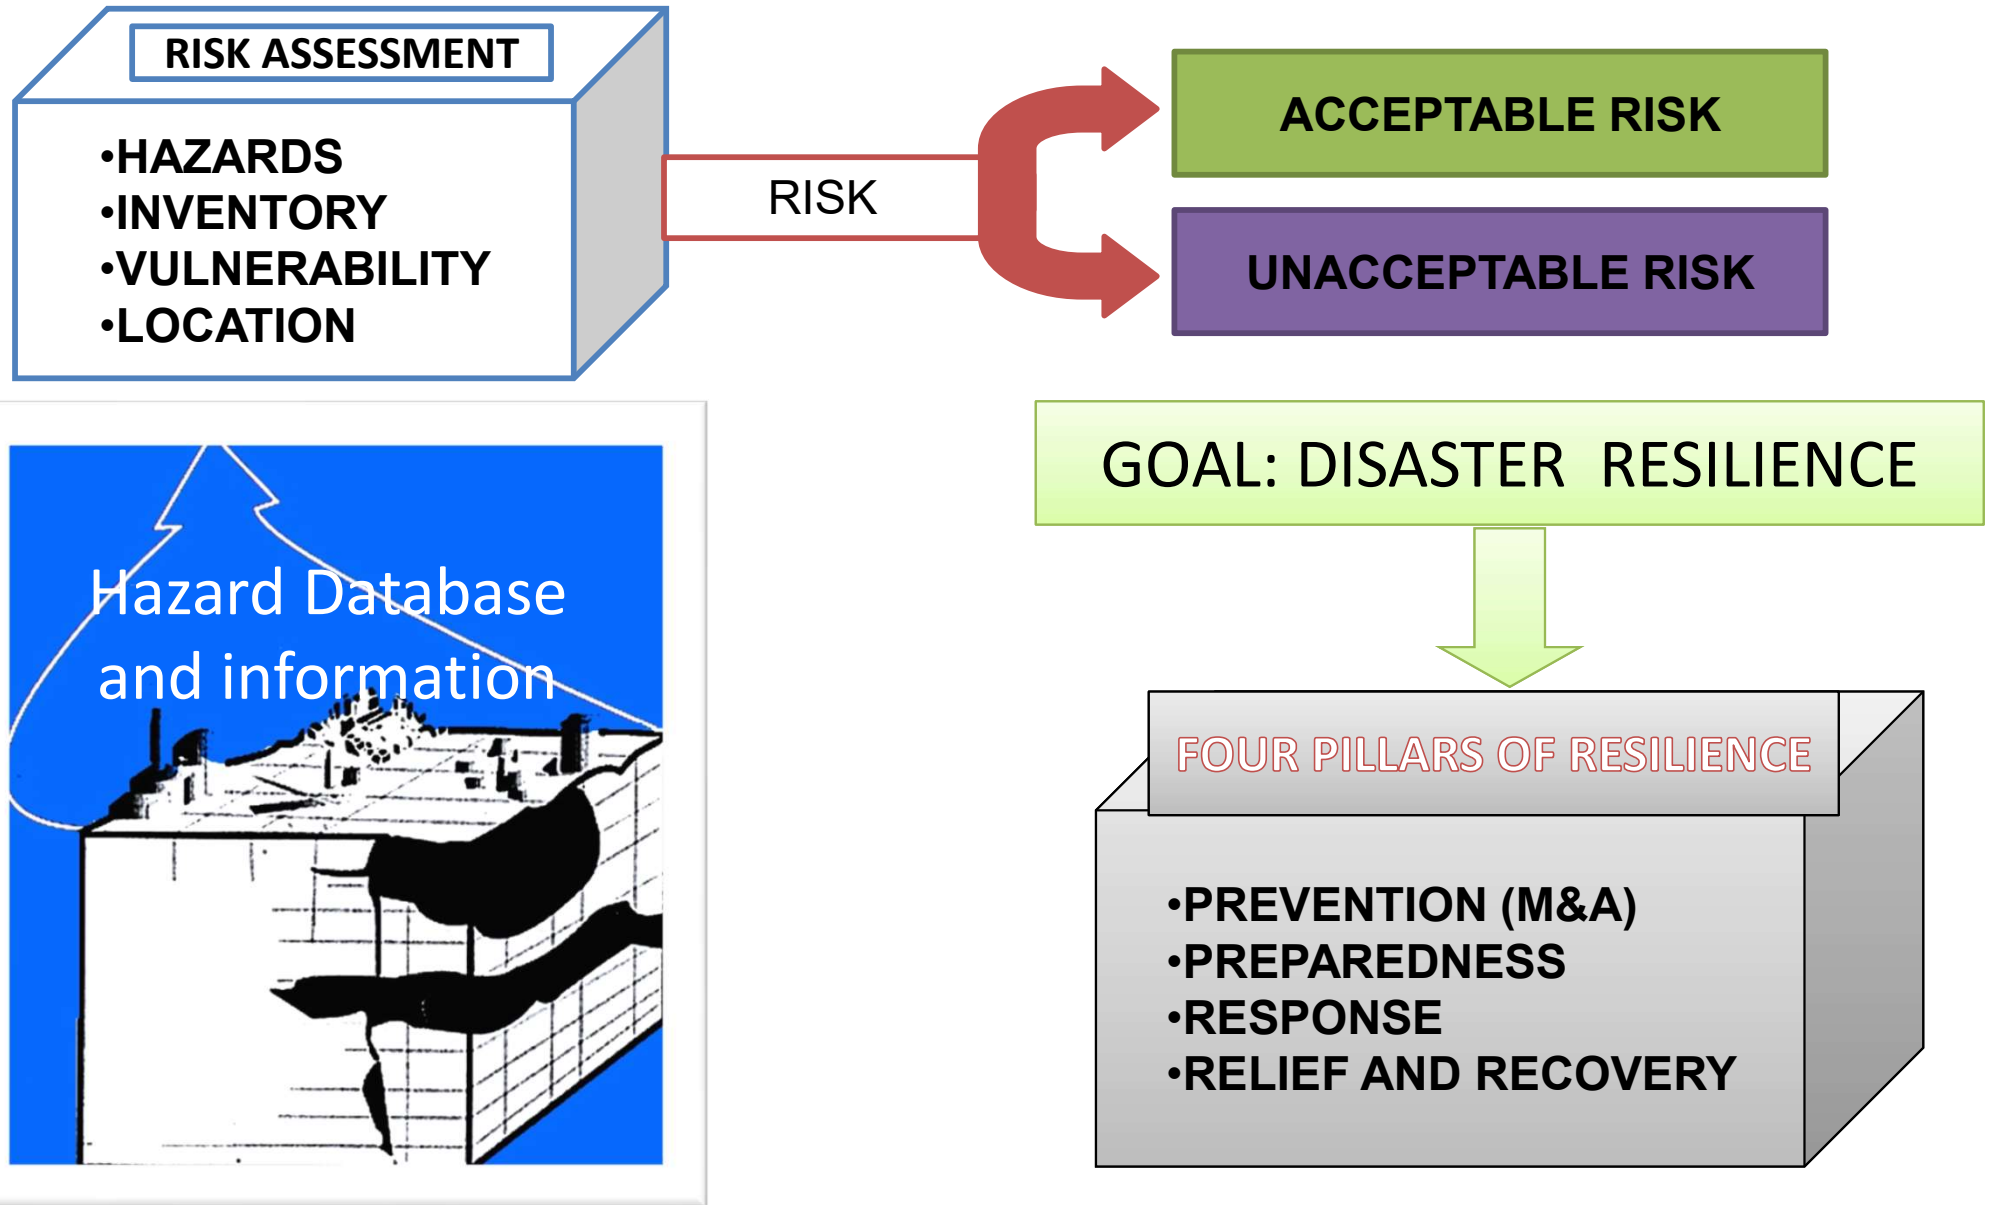 RISK ASSESSMENT
•HAZARDS
•INVENTORY
•VULNERABILITY
•LOCATION
RISK
ACCEPTABLE RISK
UNACCEPTABLE RISK
Hazard Database
and information
GOAL: DISASTER RESILIENCE
FOUR PILLARS OF RESILIENCE
•PREVENTION (M&A)
•PREPAREDNESS
•RESPONSE
•RELIEF AND RECOVERY